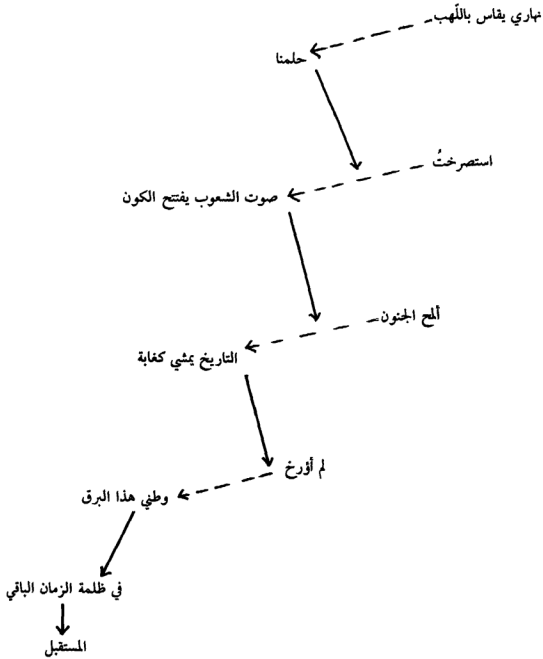 نهاري يقاس باللّهب
حلمنا
استصرختُ
صوت الشعوب يفتتح الكون
ألمح الجنون
التاريخ يمشي كغابة
لم أؤرخ
وطني هذا البرق
في ظلمة الزمان الباقي
المستقبل